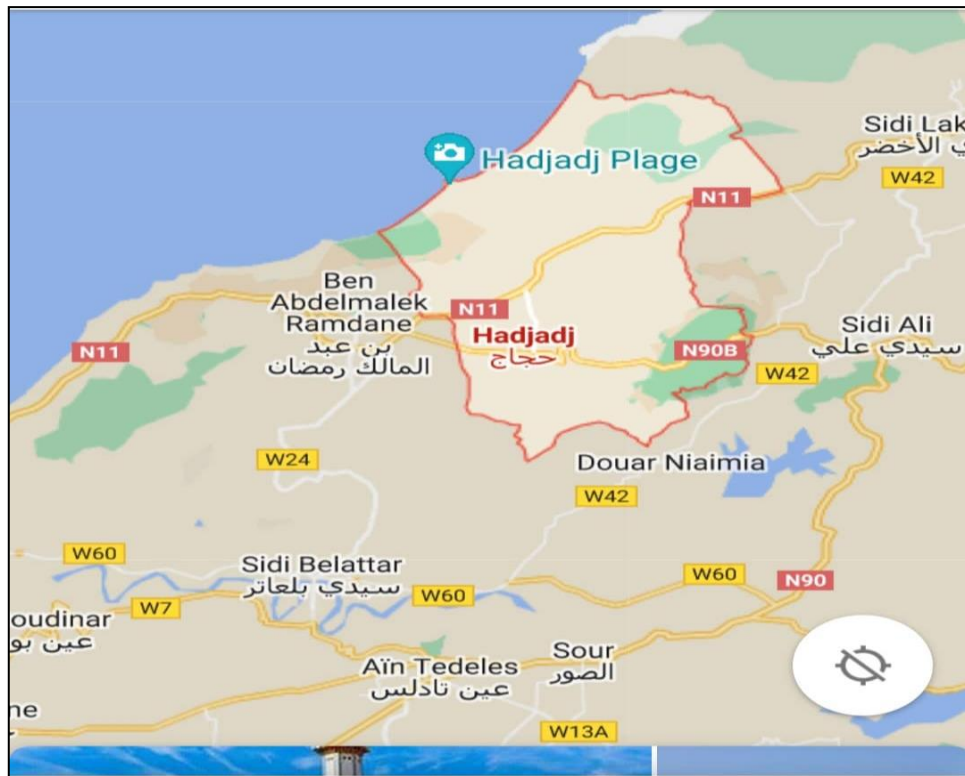 Sidi Lak
ي الأخضر
W42
Hadjadj Plage
N11
Ben
Abdelmalek
Ramdane
بن عبد
المالك رمضان
N11
Hadjadj
حجاج
N11
N90B
Sidi Ali
سيدي علي
W42
W24
Douar Niaimia
W42
W60
Sidi Belattar
سيدي بلعاتر
W60
W60
N90
W7
oudinar
عين بو
Aïn Tedeles
عين تادلس
Sour
الصور
ne
W13A